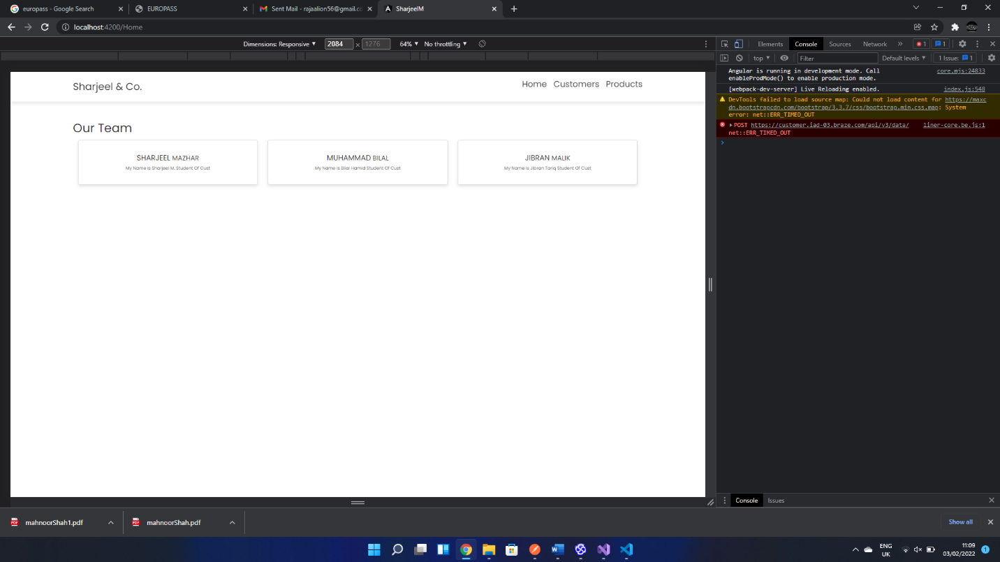 europass - Google Search
EUROPASS
Sent Mail - rajaalion56@gmail.co
SharjeelM
localhost:4200/Home
Dimensions: Responsive
2084 x 1276
64%
No throttling
Elements
Console
Sources
Network
»
1
1
top
Filter
Default levels
1 Issue:
1
Angular is running in development mode. Call core.mjs:24833
enableProdMode() to enable production mode.
[webpack-dev-server] Live Reloading enabled. index.js:548
DevTools failed to load source map: Could not load content for https://maxc
dn.bootstrapcdn.com/bootstrap/3.3.7/css/bootstrap.min.css.map: System
error: net::ERR_TIMED_OUT
POST https://customer.iad-03.braze.com/api/v3/data/ liner-core.be.js:1
net::ERR_TIMED_OUT
Sharjeel & Co.
Home Customers Products
Our Team
SHARJEEL MAZHAR
My Name Is Sharjeel M. Student Of Cust
MUHAMMAD BILAL
My Name Is Bilal Hamid Student Of Cust
JIBRAN MALIK
My Name Is Jibran Tariq Student Of Cust
Console
Issues
mahnoorShah1.pdf
mahnoorShah.pdf
Show all
ENG
UK
11:09
03/02/2022
1